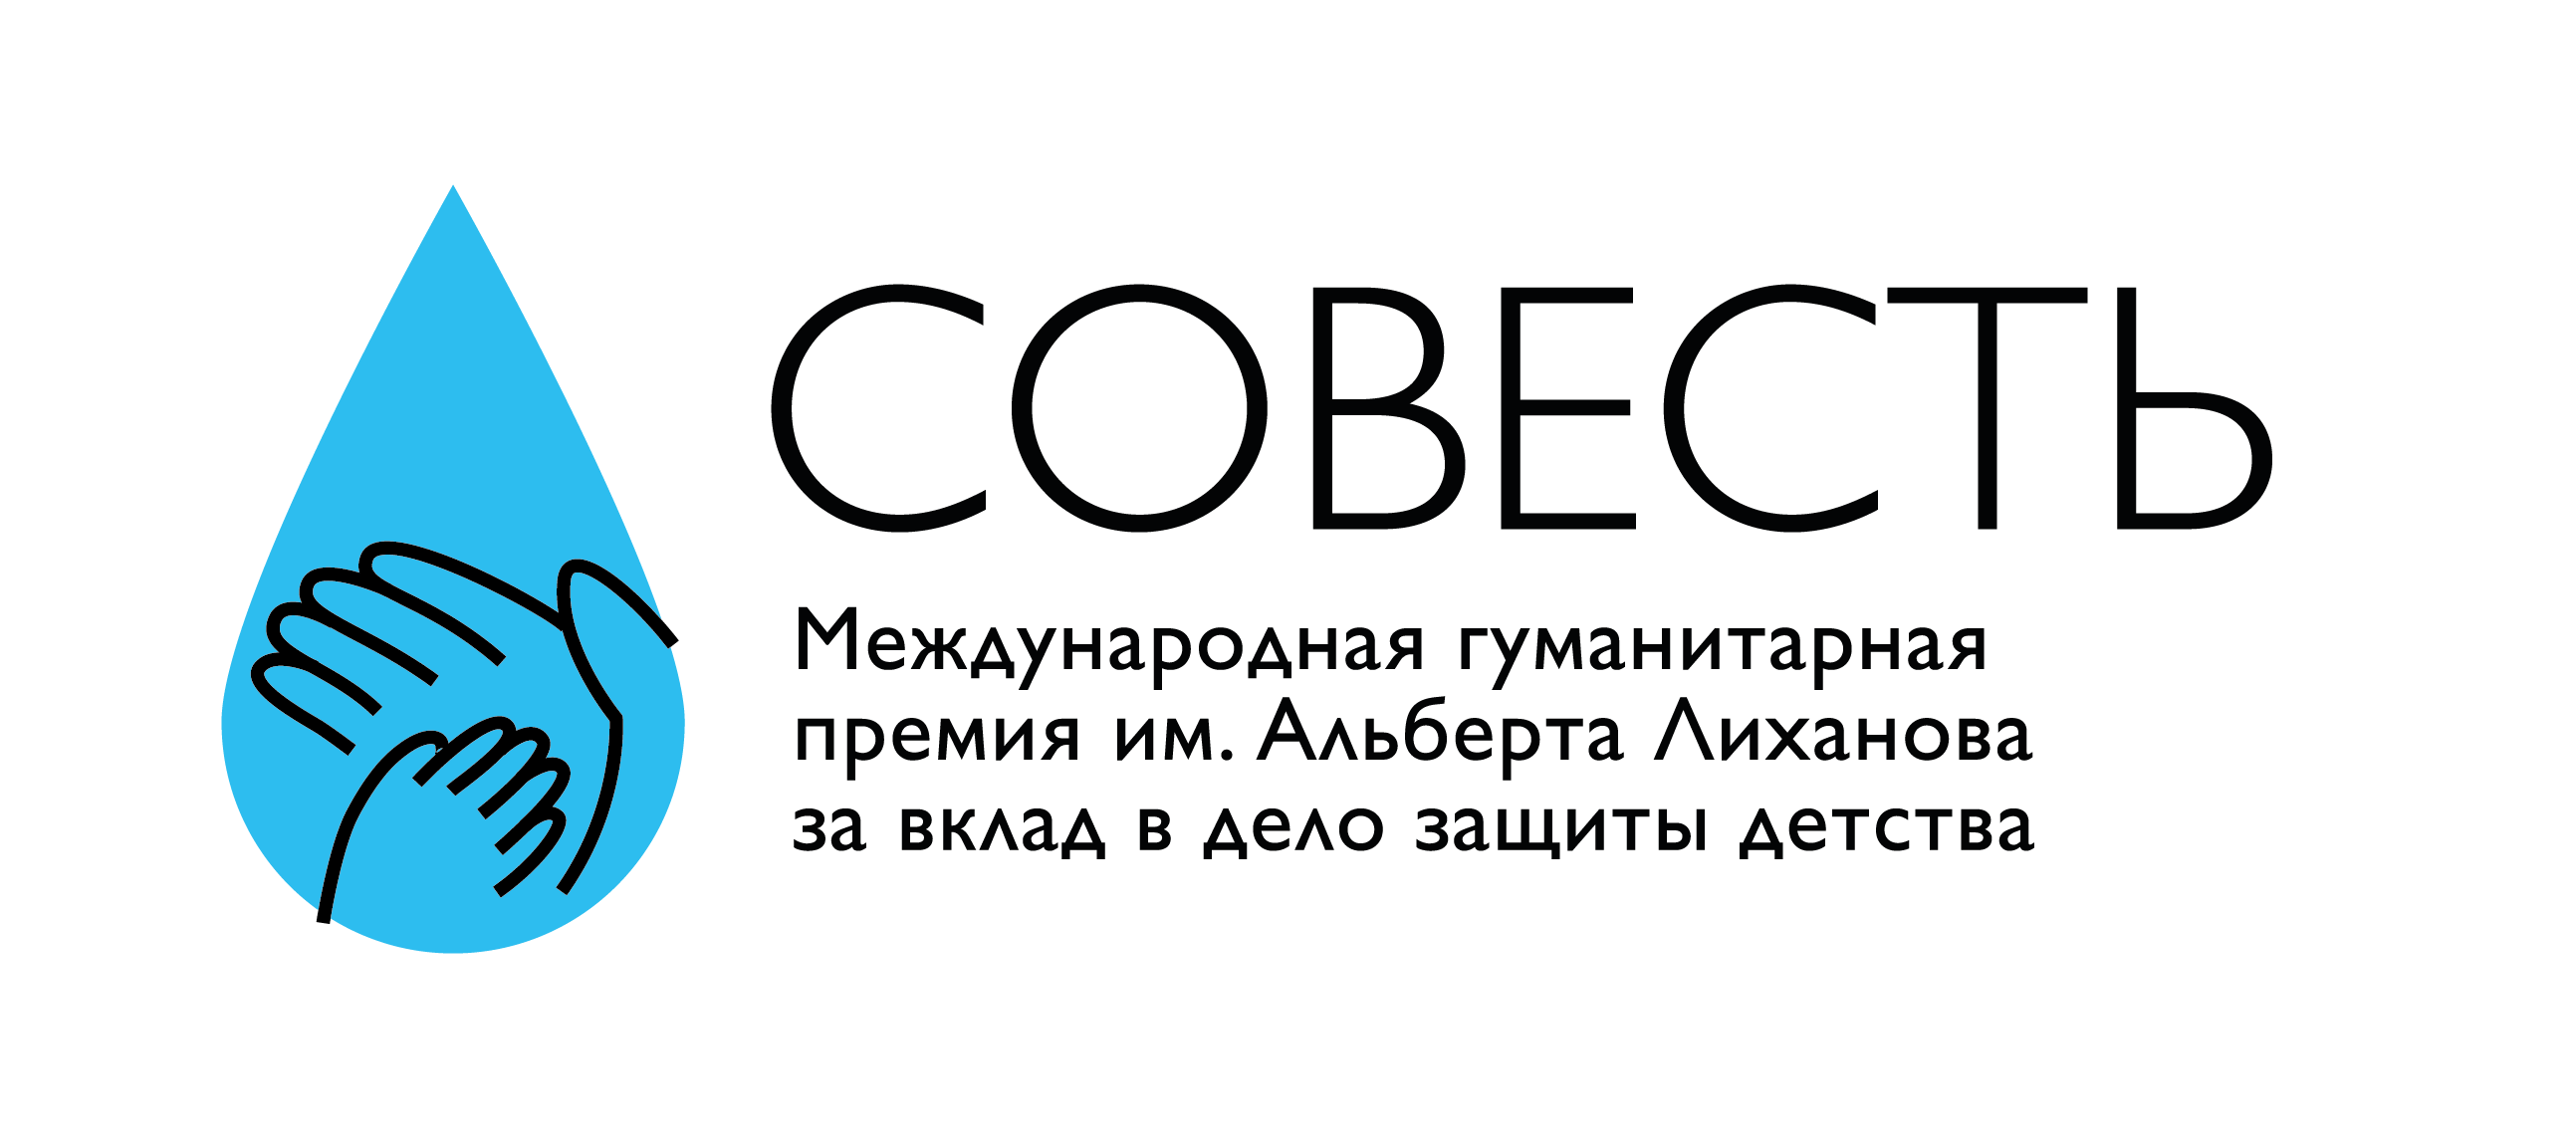 СОВЕСТЬ
Международная гуманитарная
премия им. Альберта Лиханова
за вклад в дело защиты детства